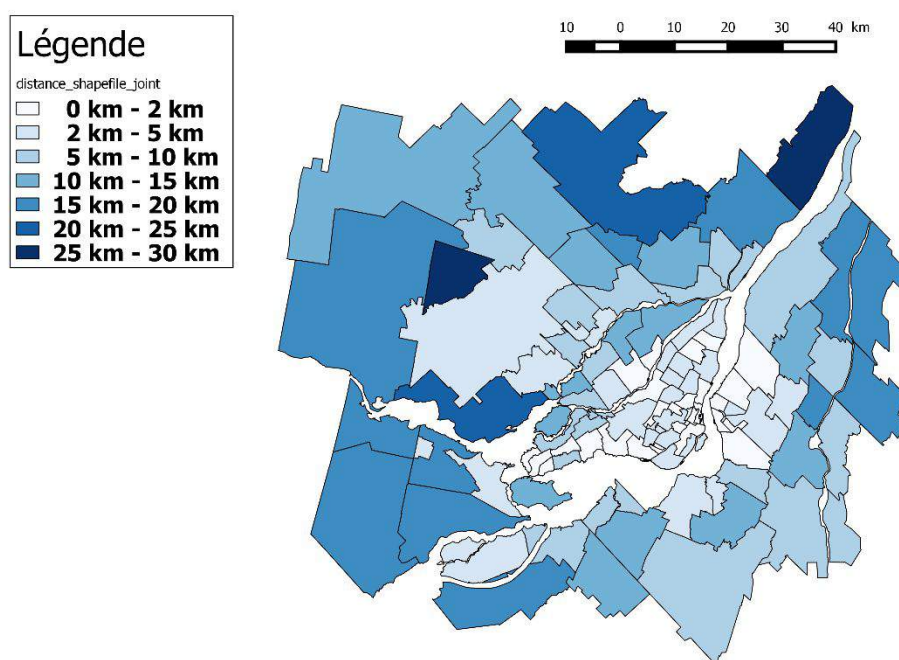 Légende
distance_shapefile_joint
0 km - 2 km
2 km - 5 km
5 km - 10 km
10 km - 15 km
15 km - 20 km
20 km - 25 km
25 km - 30 km
10 0 10 20 30 40 km